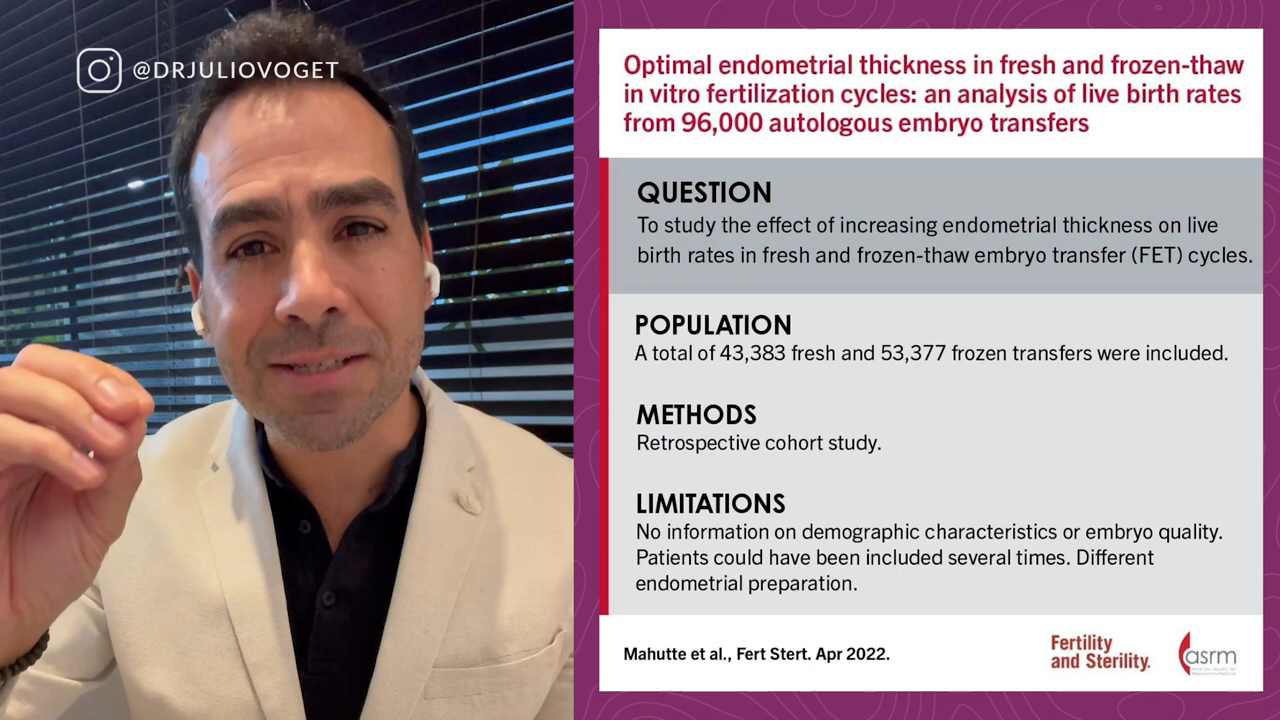 @DRJULIOVOGET
Optimal endometrial thickness in fresh and frozen-thaw
in vitro fertilization cycles: an analysis of live birth rates
from 96,000 autologous embryo transfers
QUESTION
To study the effect of increasing endometrial thickness on live
birth rates in fresh and frozen-thaw embryo transfer (FET) cycles.
POPULATION
A total of 43,383 fresh and 53,377 frozen transfers were included.
METHODS
Retrospective cohort study.
LIMITATIONS
No information on demographic characteristics or embryo quality.
Patients could have been included several times. Different
endometrial preparation.
Mahutte et al., Fert Stert. Apr 2022.
Fertility
and Sterility.
asrm